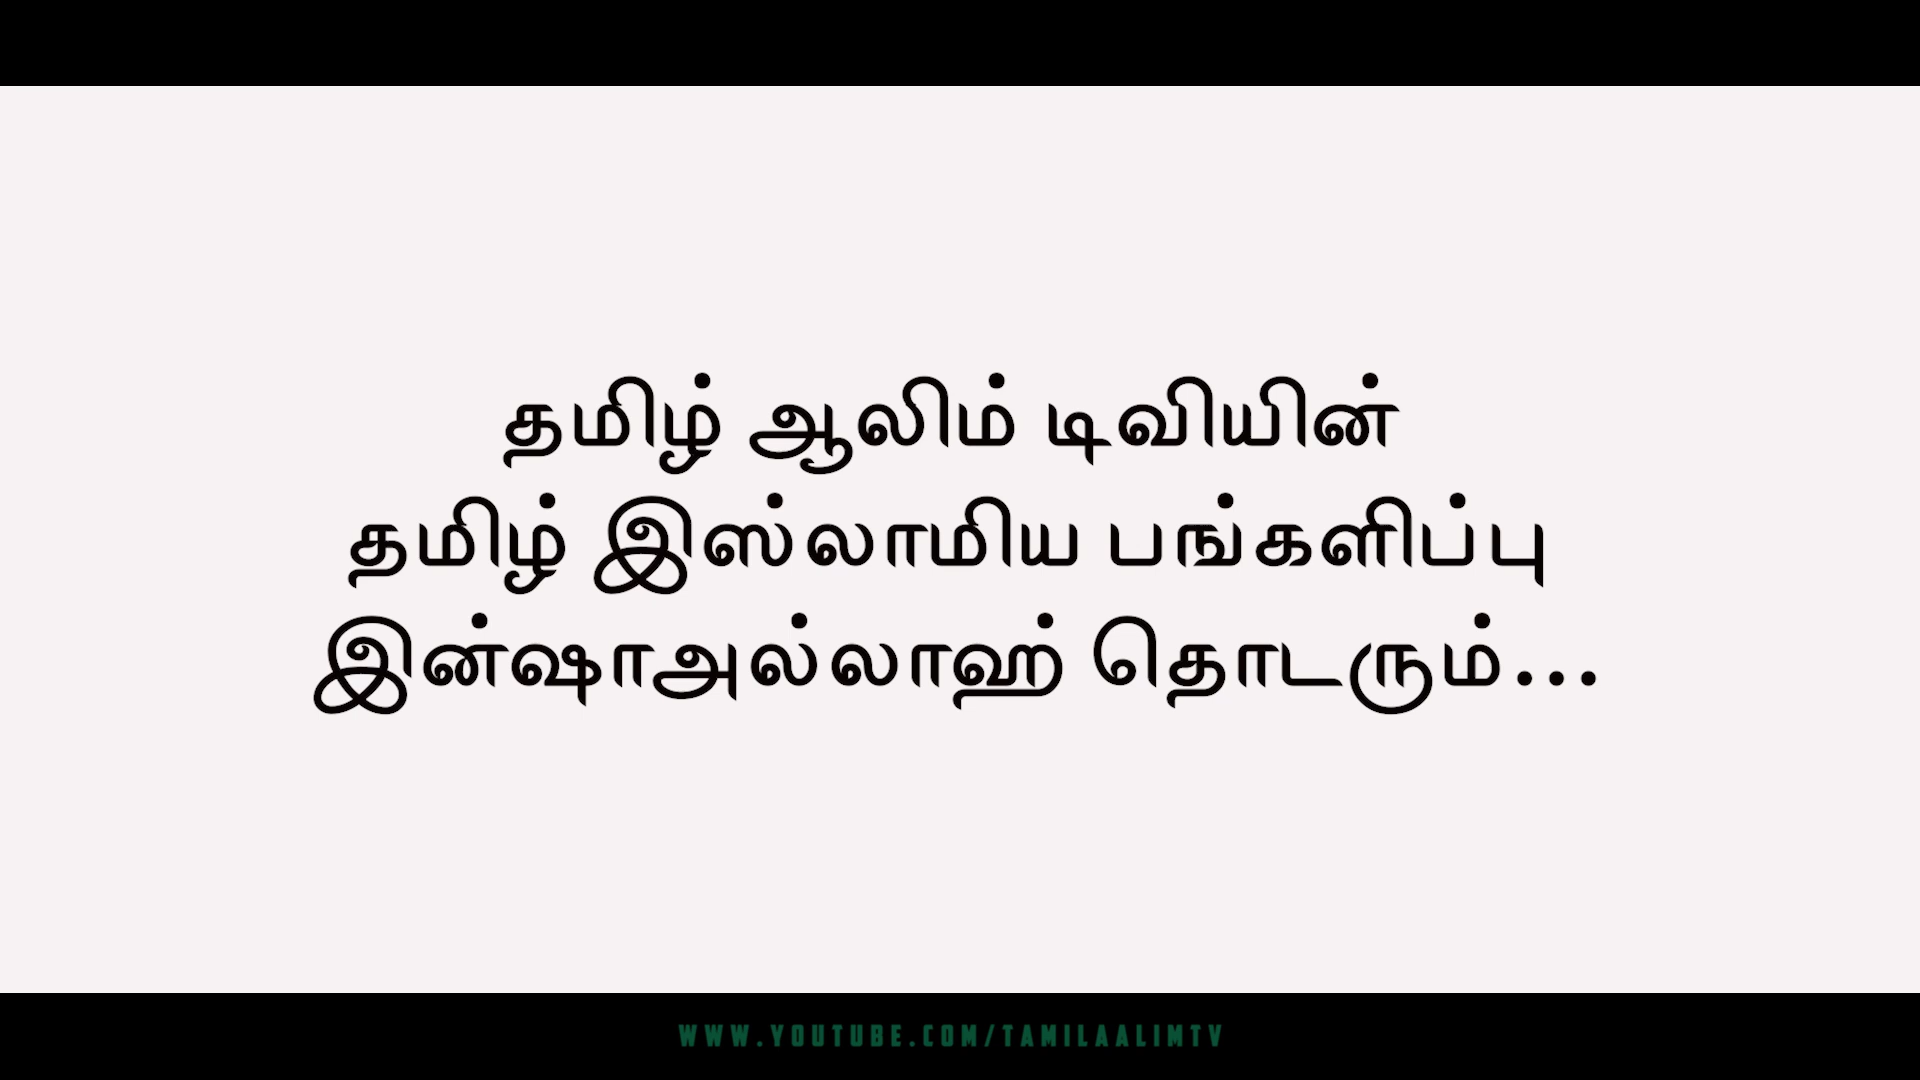 தமிழ் ஆலிம் டிவியின்
தமிழ் இஸ்லாமிய பங்களிப்பு
இன்ஷாஅல்லாஹ் தொடரும்...
WWW.YOUTUBE.COM/TAMILAALIMTV